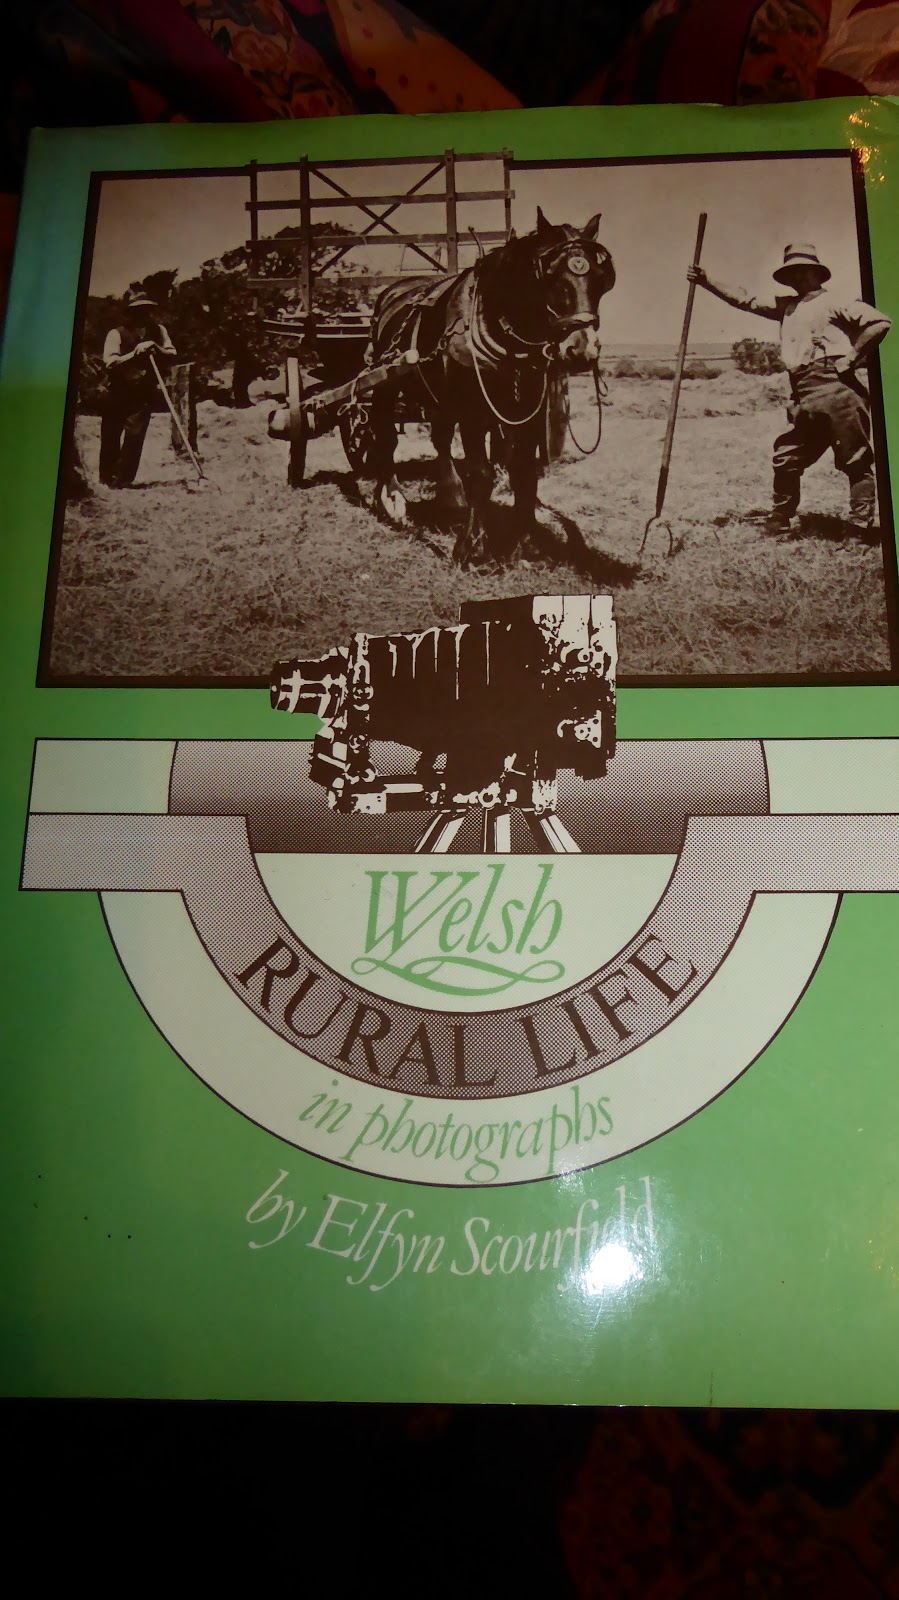 Welsh
RURAL LIFE
in photographs
by Elfyn Scourfield